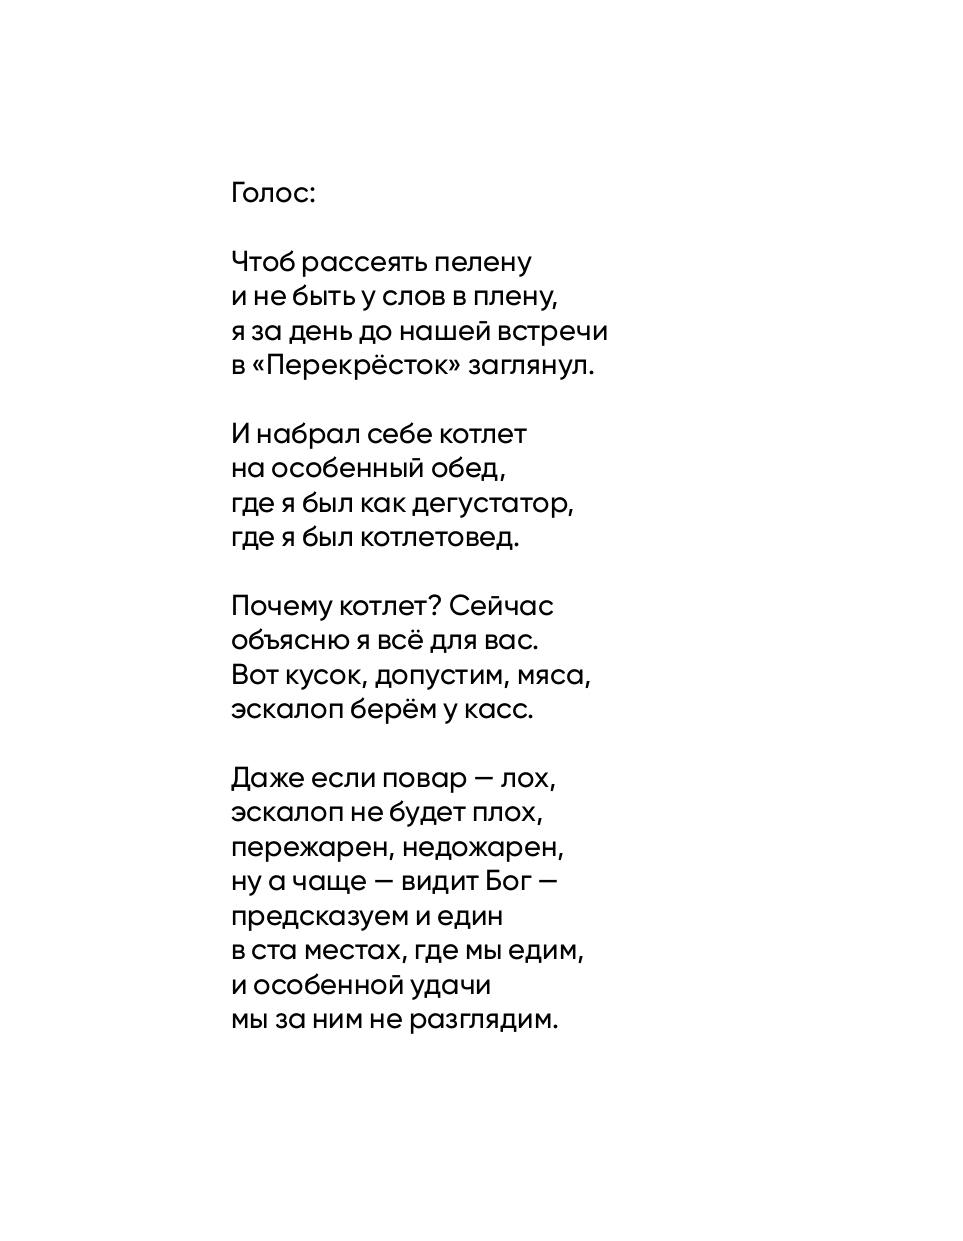 Голос:
Чтоб рассеять пелену
и не быть у слов в плену,
я за день до нашей встречи
в «Перекрёсток» заглянул.
И набрал себе котлет
на особенный обед,
где я был как дегустатор,
где я был котлетовед.
Почему котлет? Сейчас
объясню я всё для вас.
Вот кусок, допустим, мяса,
эскалоп берём у касс.
Даже если повар — лох,
эскалоп не будет плох,
пережарен, недожарен,
ну а чаще — видит Бог —
предсказуем и един
в ста местах, где мы едим,
и особенной удачи
мы за ним не разглядим.